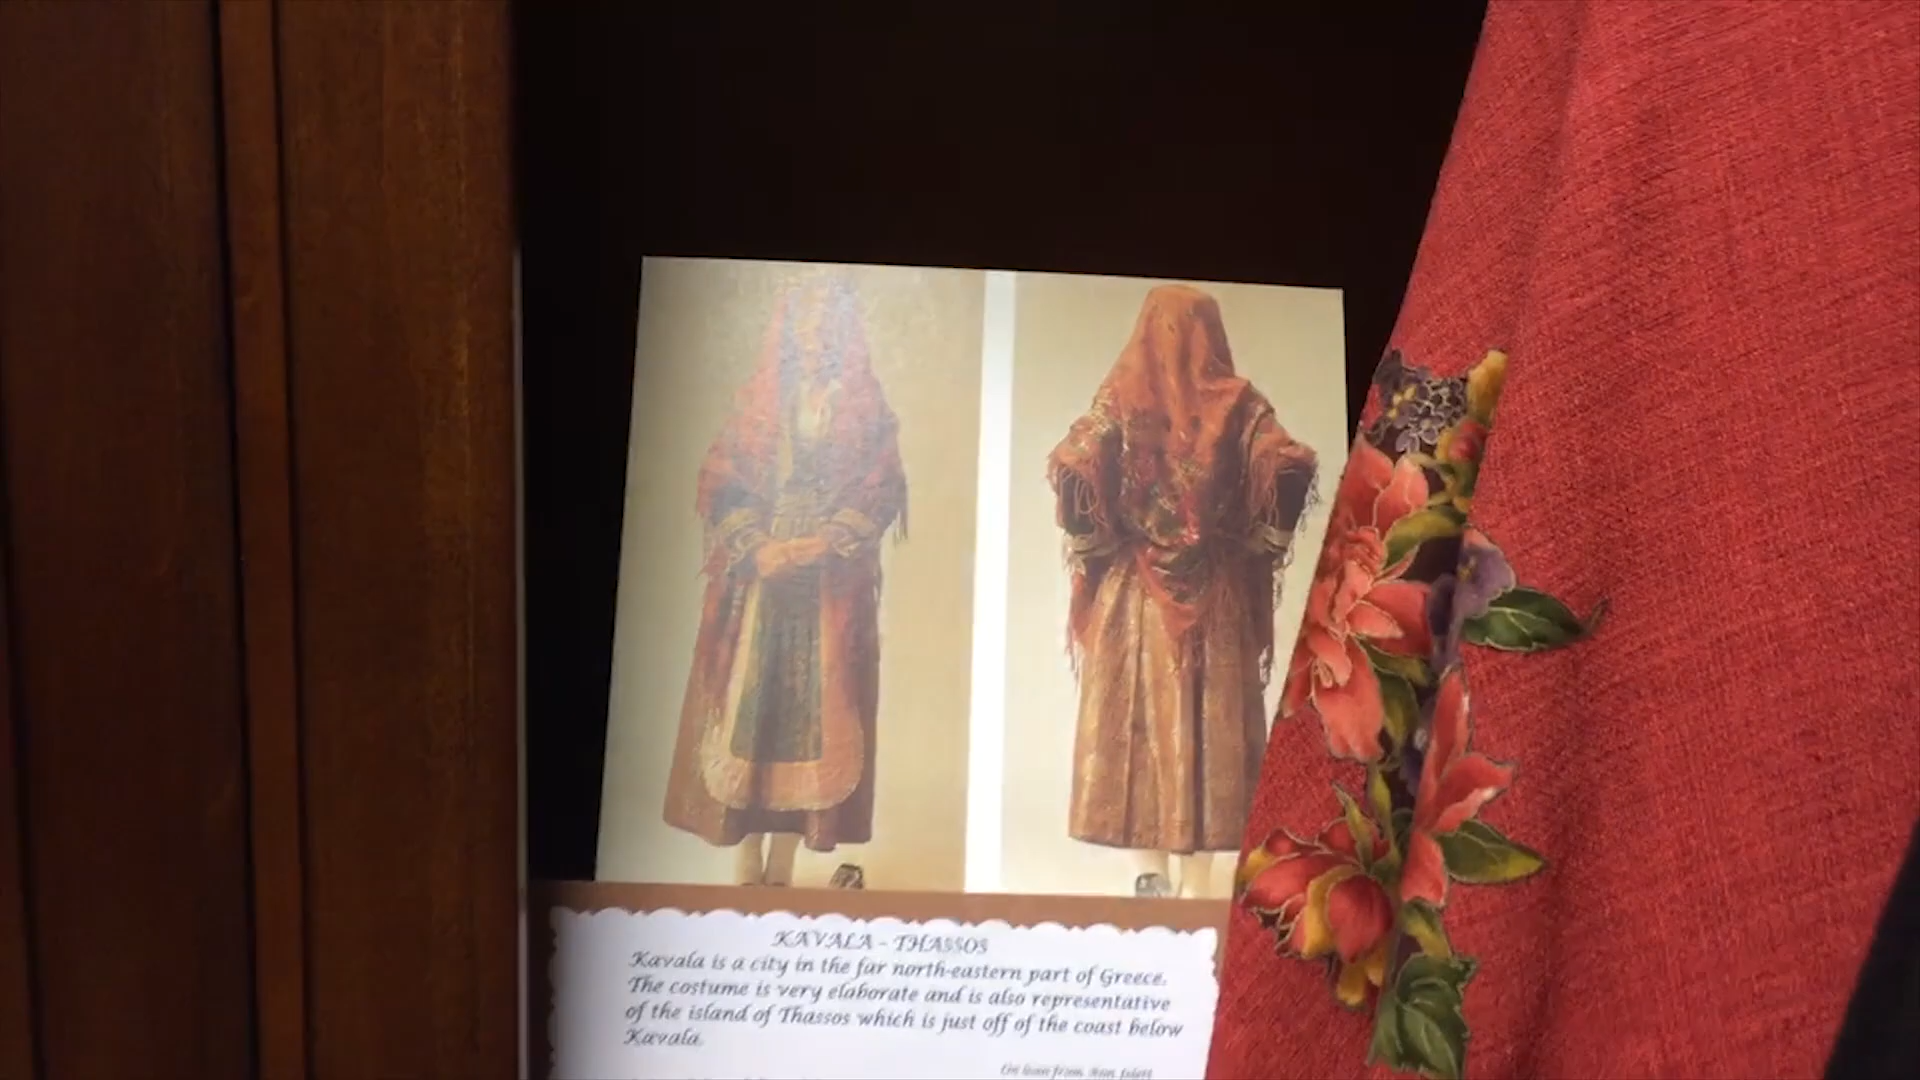 KAVALA - THASSOS
Kavala is a city in the far north-eastern part of Greece.
The costume is very elaborate and is also representative
of the island of Thassos which is just off of the coast below
Kavala.
On loan from